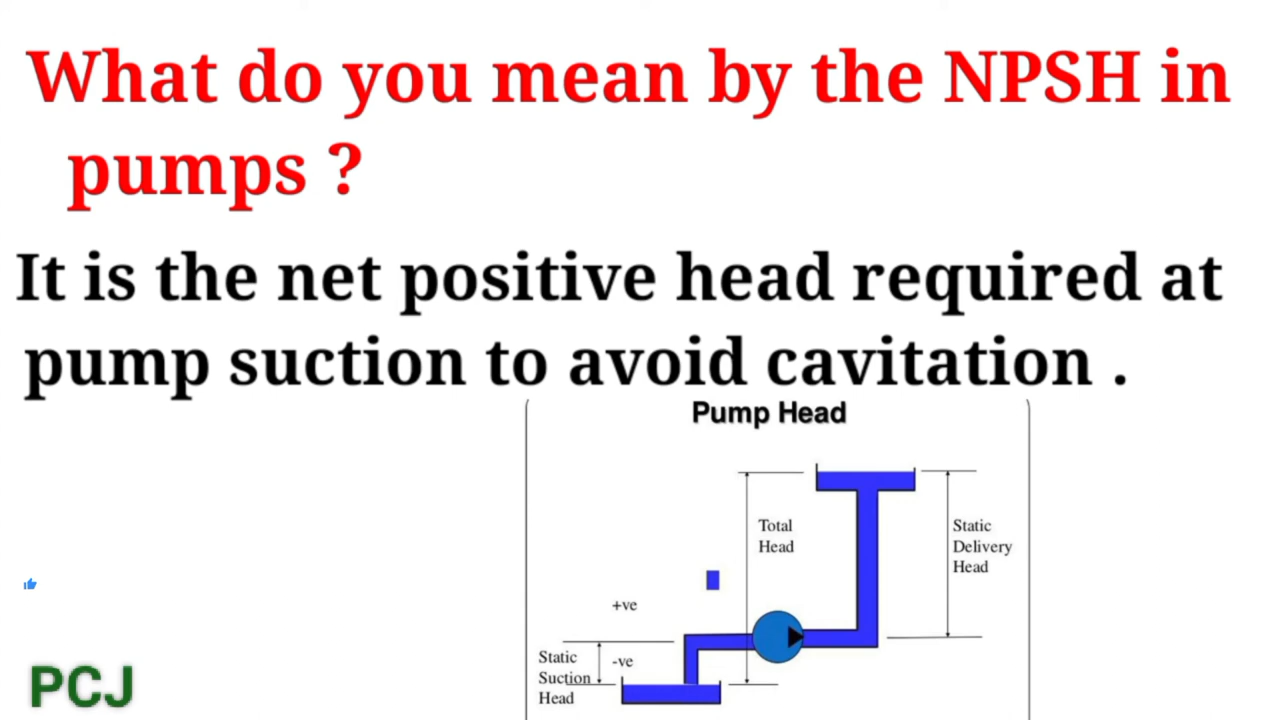 What do you mean by the NPSH in
pumps ?
It is the net positive head required at
pump suction to avoid cavitation .
Pump Head
Total
Head
Static
Delivery
Head
+ve
Static
Suction
Head
-ve
PCJ